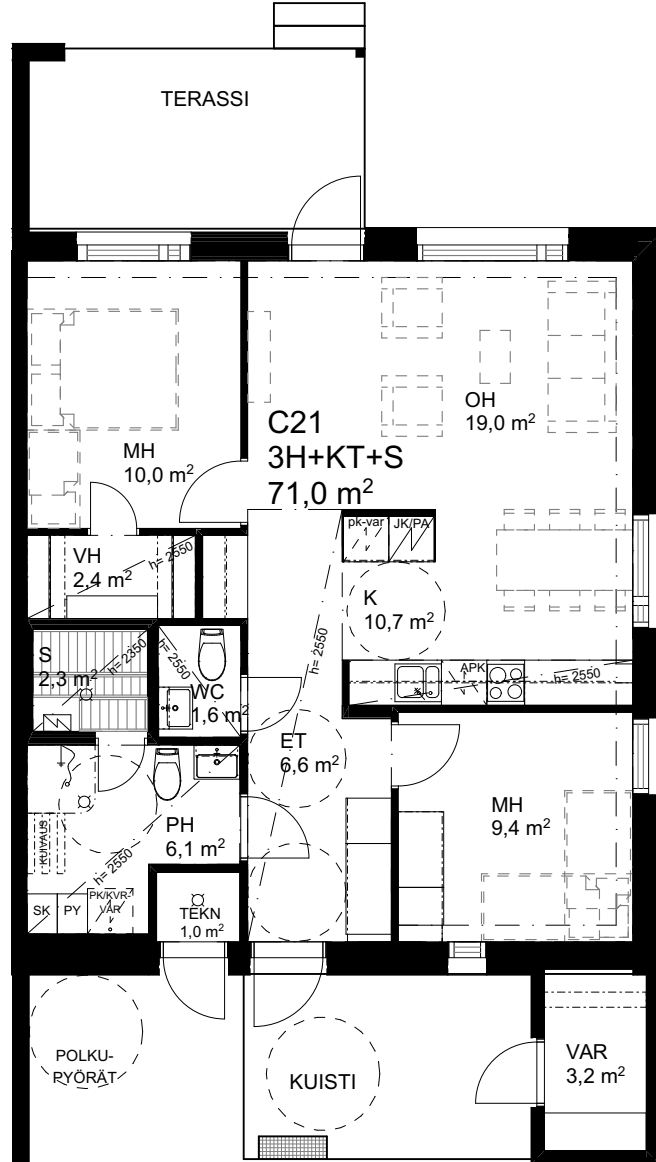 TERASSI
C21
3H+KT+S
71,0 m²
OH
19,0 m²
MH
10,0 m²
pk-var
JK/PA
VH
2,4 m²
h= 2550
K
10,7 m²
h= 2550
S
2,3 m²
h= 2350
h= 2550
WC
1,6 m²
APK
h= 2550
ET
6,6 m²
MH
9,4 m²
PH
6,1 m²
KUIVAUS
h= 2550
SK
PY
PK/KVR-
VAR
TEKN
1,0 m²
POLKU-
PYÖRÄT
KUISTI
VAR
3,2 m²